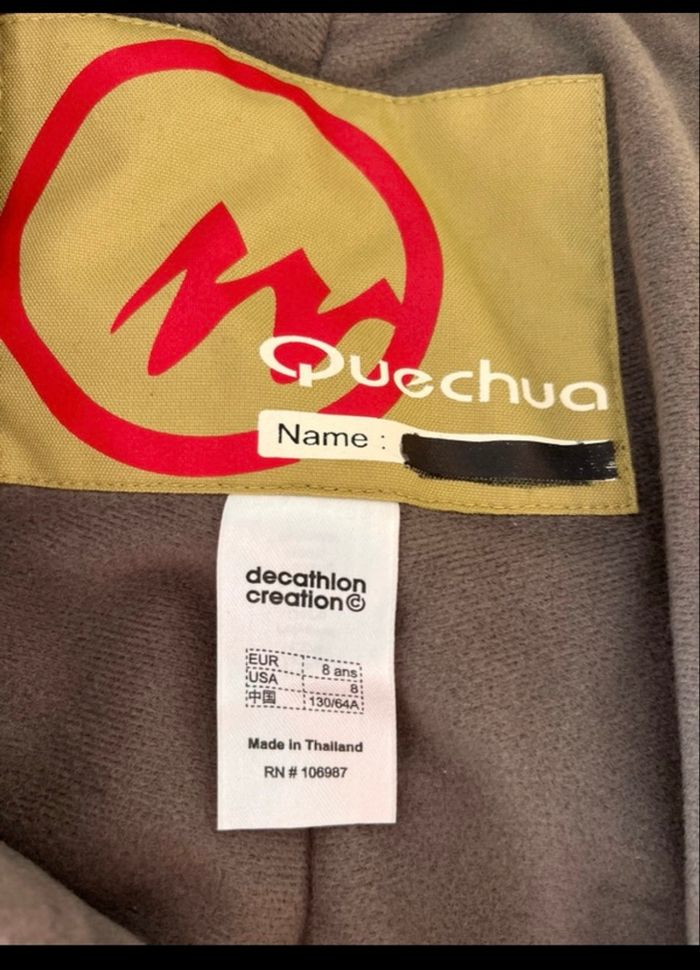 Quechua
Name :
decathlon
creation©
EUR 8 ans
USA 8
中国 130/64A
Made in Thailand
RN # 106987